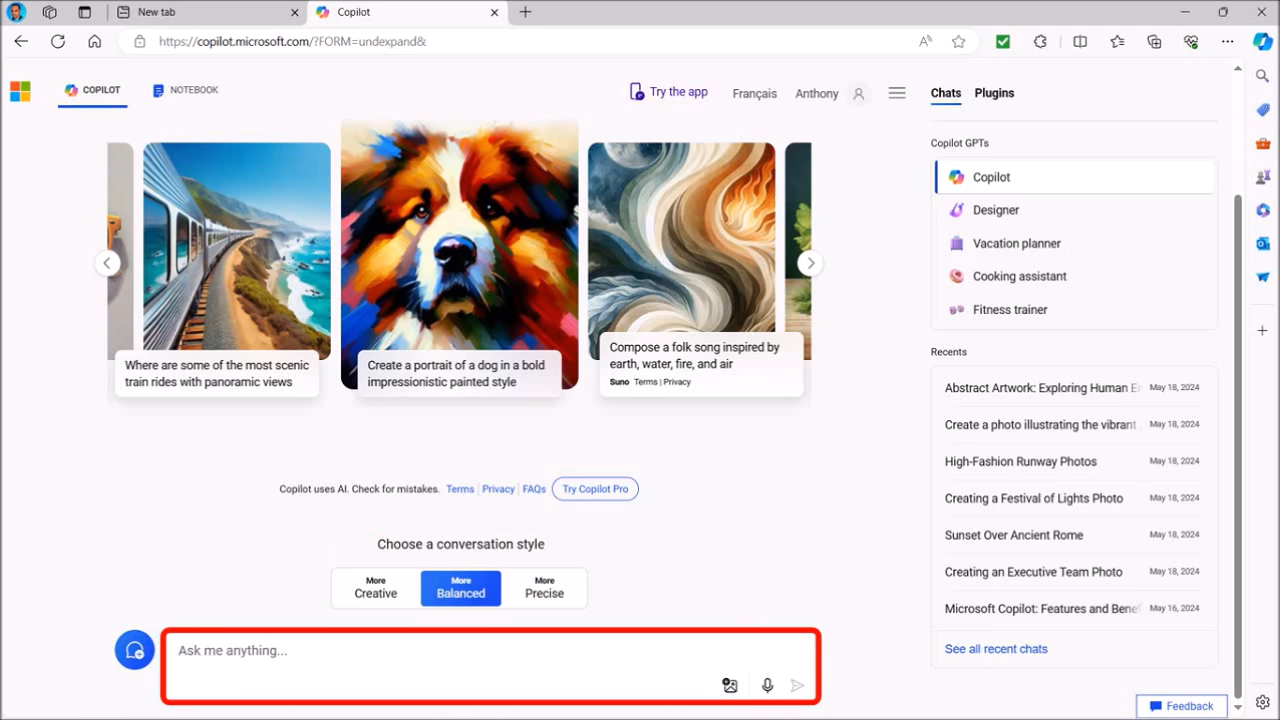 New tab
Copilot
https://copilot.microsoft.com/?FORM=undexpand&
COPILOT
NOTEBOOK
Try the app
Français
Anthony
Chats
Plugins
Where are some of the most scenic
train rides with panoramic views
Create a portrait of a dog in a bold
impressionistic painted style
Compose a folk song inspired by
earth, water, fire, and air
Suno Terms | Privacy
Copilot uses AI. Check for mistakes. Terms | Privacy | FAQs Try Copilot Pro
Choose a conversation style
More
Creative
More
Balanced
More
Precise
Ask me anything...
Copilot GPTs
Copilot
Designer
Vacation planner
Cooking assistant
Fitness trainer
Recents
Abstract Artwork: Exploring Human May 18, 2024
Create a photo illustrating the vibrant May 18, 2024
High-Fashion Runway Photos May 18, 2024
Creating a Festival of Lights Photo May 18, 2024
Sunset Over Ancient Rome May 18, 2024
Creating an Executive Team Photo May 18, 2024
Microsoft Copilot: Features and May 16, 2024
See all recent chats
Feedback